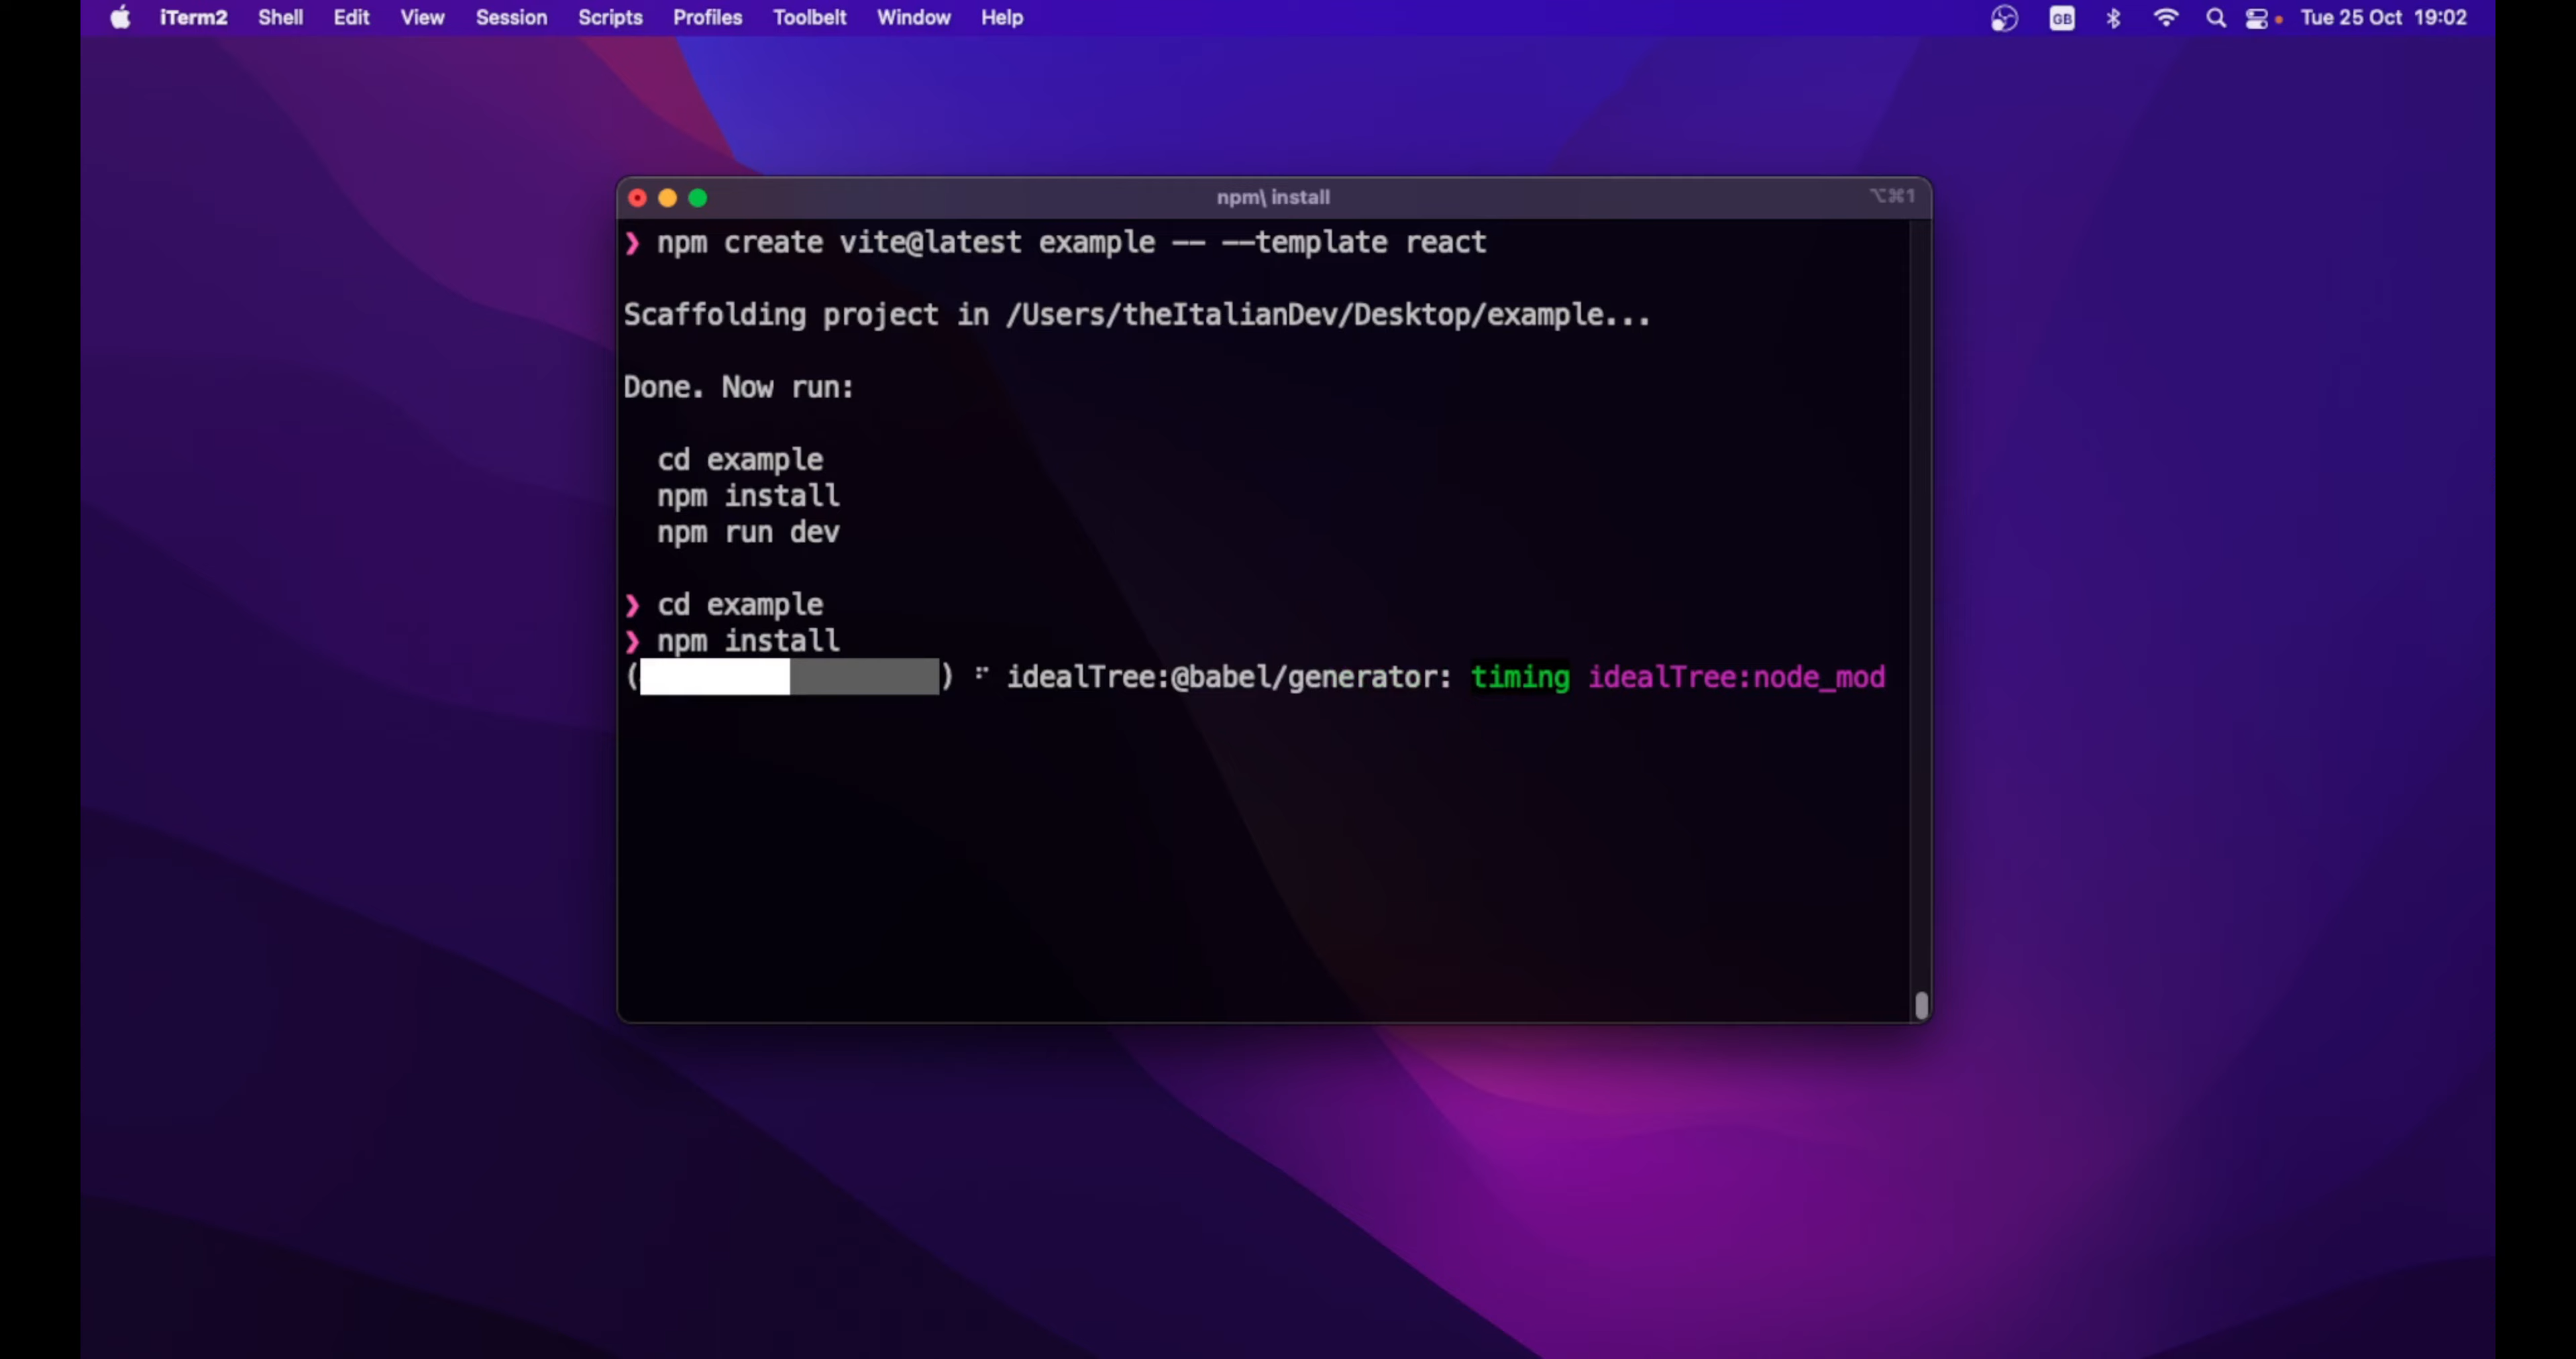 iTerm2 Shell Edit View Session Scripts Profiles Toolbelt Window Help GB Tue 25 Oct 19:02
npm\ install ⌥⌘1
❯ npm create vite@latest example -- --template react
Scaffolding project in /Users/theItalianDev/Desktop/example...
Done. Now run:
cd example
npm install
npm run dev
❯ cd example
❯ npm install
( ) ⠋ idealTree:@babel/generator: timing idealTree:node_mod